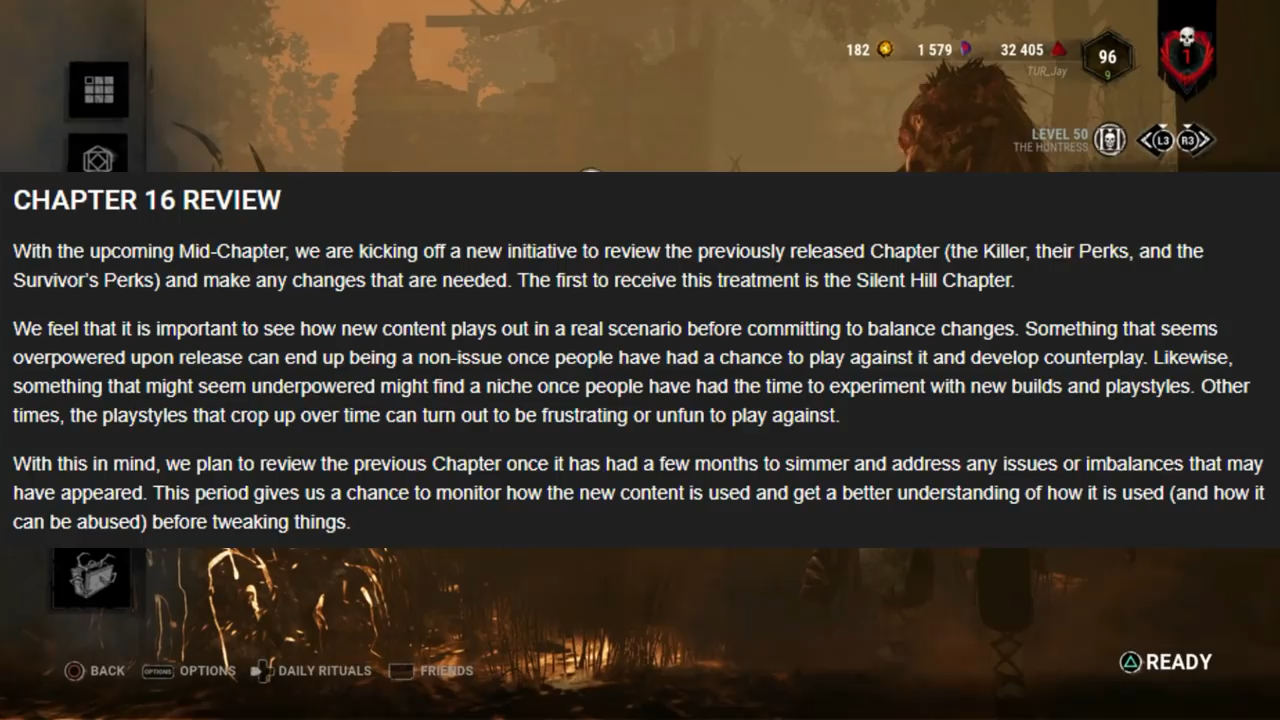 182 1 579 32 405 96
9
TUR_Jay
1
LEVEL 50
THE HUNTRESS
L3 R3
CHAPTER 16 REVIEW
With the upcoming Mid-Chapter, we are kicking off a new initiative to review the previously released Chapter (the Killer, their Perks, and the
Survivor's Perks) and make any changes that are needed. The first to receive this treatment is the Silent Hill Chapter.
We feel that it is important to see how new content plays out in a real scenario before committing to balance changes. Something that seems
overpowered upon release can end up being a non-issue once people have had a chance to play against it and develop counterplay. Likewise,
something that might seem underpowered might find a niche once people have had the time to experiment with new builds and playstyles. Other
times, the playstyles that crop up over time can turn out to be frustrating or unfun to play against.
With this in mind, we plan to review the previous Chapter once it has had a few months to simmer and address any issues or imbalances that may
have appeared. This period gives us a chance to monitor how the new content is used and get a better understanding of how it is used (and how it
can be abused) before tweaking things.
BACK OPTIONS OPTIONS DAILY RITUALS FRIENDS
READY